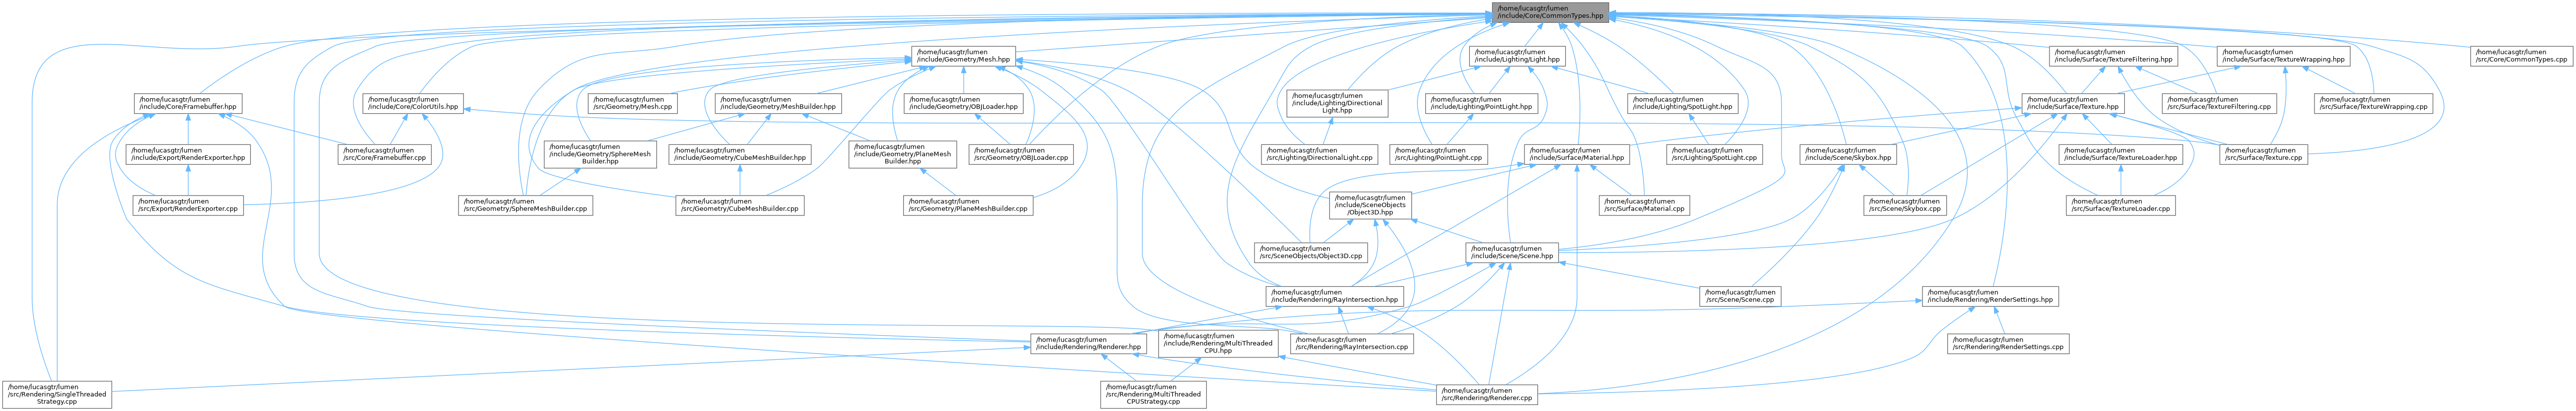 /home/lucasgtr/lumen
/include/Core/CommonTypes.hpp
/home/lucasgtr/lumen
/include/Geometry/Mesh.hpp
/home/lucasgtr/lumen
/include/Lighting/Light.hpp
/home/lucasgtr/lumen
/include/Surface/TextureFiltering.hpp
/home/lucasgtr/lumen
/include/Surface/TextureWrapping.hpp
/home/lucasgtr/lumen
/src/Core/CommonTypes.cpp
/home/lucasgtr/lumen
/include/Core/Framebuffer.hpp
/home/lucasgtr/lumen
/include/Core/ColorUtils.hpp
/home/lucasgtr/lumen
/src/Geometry/Mesh.cpp
/home/lucasgtr/lumen
/include/Geometry/MeshBuilder.hpp
/home/lucasgtr/lumen
/include/Geometry/OBJLoader.hpp
/home/lucasgtr/lumen
/include/Lighting/Directional
Light.hpp
/home/lucasgtr/lumen
/include/Lighting/PointLight.hpp
/home/lucasgtr/lumen
/include/Lighting/SpotLight.hpp
/home/lucasgtr/lumen
/include/Surface/Texture.hpp
/home/lucasgtr/lumen
/src/Surface/TextureFiltering.cpp
/home/lucasgtr/lumen
/src/Surface/TextureWrapping.cpp
/home/lucasgtr/lumen
/include/Export/RenderExporter.hpp
/home/lucasgtr/lumen
/src/Core/Framebuffer.cpp
/home/lucasgtr/lumen
/include/Geometry/SphereMesh
Builder.hpp
/home/lucasgtr/lumen
/include/Geometry/CubeMeshBuilder.hpp
/home/lucasgtr/lumen
/include/Geometry/PlaneMesh
Builder.hpp
/home/lucasgtr/lumen
/src/Geometry/OBJLoader.cpp
/home/lucasgtr/lumen
/src/Lighting/DirectionalLight.cpp
/home/lucasgtr/lumen
/src/Lighting/PointLight.cpp
/home/lucasgtr/lumen
/include/Surface/Material.hpp
/home/lucasgtr/lumen
/src/Lighting/SpotLight.cpp
/home/lucasgtr/lumen
/include/Scene/Skybox.hpp
/home/lucasgtr/lumen
/include/Surface/TextureLoader.hpp
/home/lucasgtr/lumen
/src/Surface/Texture.cpp
/home/lucasgtr/lumen
/src/Export/RenderExporter.cpp
/home/lucasgtr/lumen
/src/Geometry/SphereMeshBuilder.cpp
/home/lucasgtr/lumen
/src/Geometry/CubeMeshBuilder.cpp
/home/lucasgtr/lumen
/src/Geometry/PlaneMeshBuilder.cpp
/home/lucasgtr/lumen
/include/SceneObjects
/Object3D.hpp
/home/lucasgtr/lumen
/src/Surface/Material.cpp
/home/lucasgtr/lumen
/src/Scene/Skybox.cpp
/home/lucasgtr/lumen
/src/Surface/TextureLoader.cpp
/home/lucasgtr/lumen
/src/SceneObjects/Object3D.cpp
/home/lucasgtr/lumen
/include/Scene/Scene.hpp
/home/lucasgtr/lumen
/include/Rendering/RayIntersection.hpp
/home/lucasgtr/lumen
/src/Scene/Scene.cpp
/home/lucasgtr/lumen
/include/Rendering/RenderSettings.hpp
/home/lucasgtr/lumen
/include/Rendering/Renderer.hpp
/home/lucasgtr/lumen
/include/Rendering/MultiThreaded
CPU.hpp
/home/lucasgtr/lumen
/src/Rendering/RayIntersection.cpp
/home/lucasgtr/lumen
/src/Rendering/RenderSettings.cpp
/home/lucasgtr/lumen
/src/Rendering/SingleThreaded
Strategy.cpp
/home/lucasgtr/lumen
/src/Rendering/MultiThreaded
CPUStrategy.cpp
/home/lucasgtr/lumen
/src/Rendering/Renderer.cpp